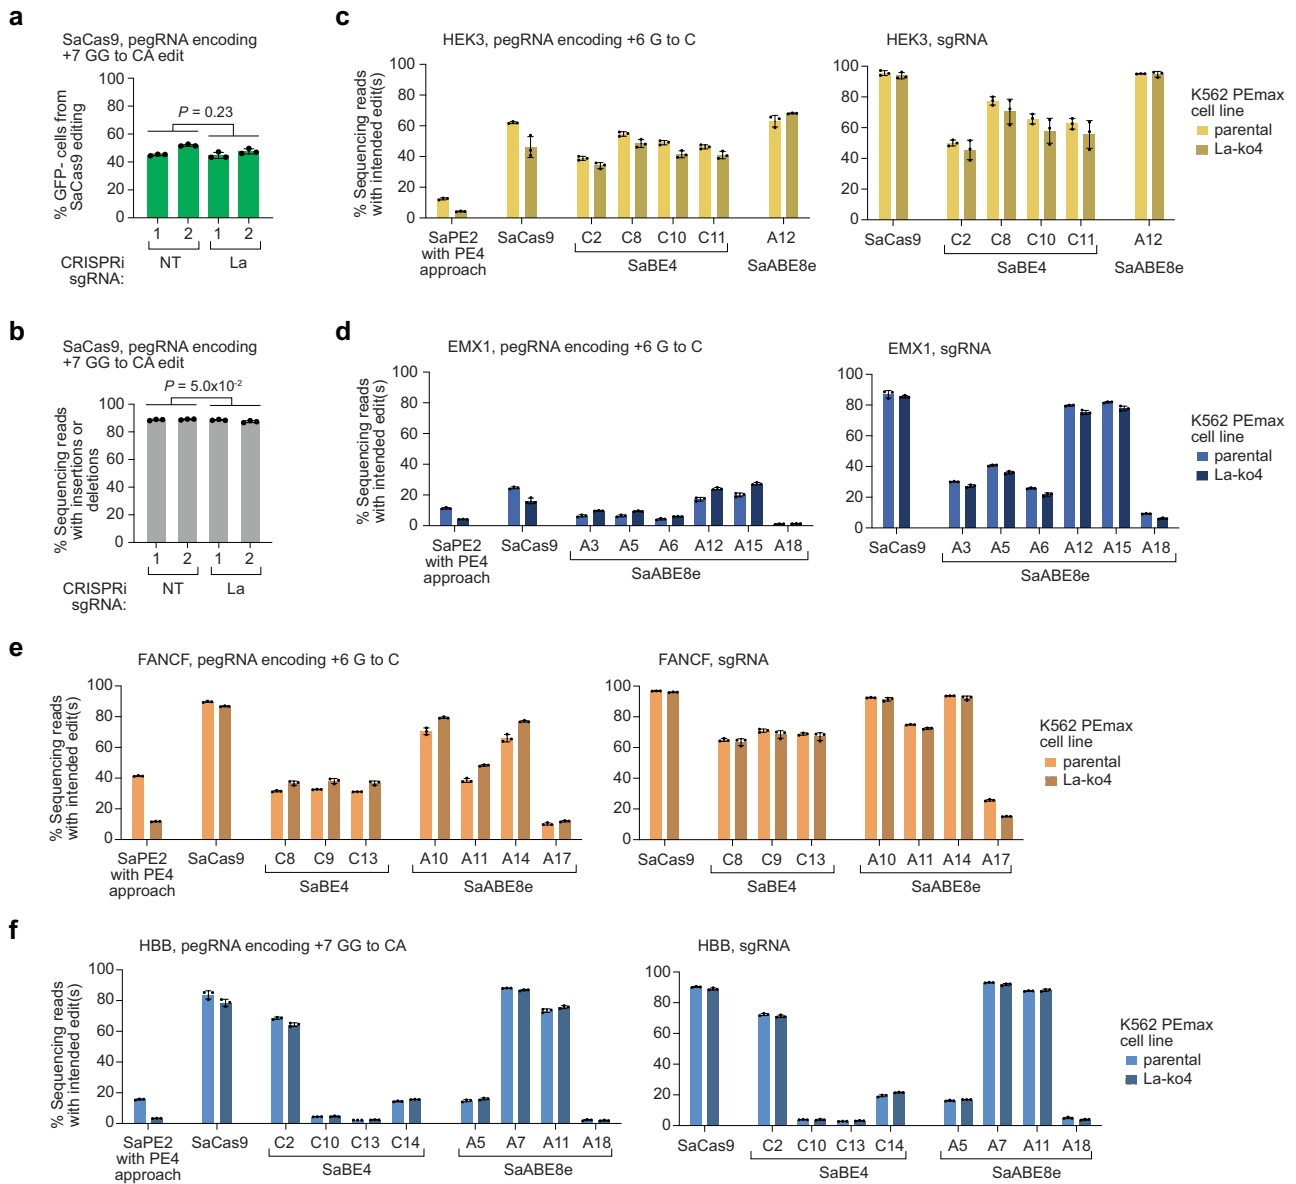 a
SaCas9, pegRNA encoding
+7 GG to CA edit
% GFP- cells from
SaCas9 editing
100
80
60
40
20
0
P = 0.23
1 2 1 2
CRISPRi
sgRNA:
NT La
b
SaCas9, pegRNA encoding
+7 GG to CA edit
% Sequencing reads
with insertions or
deletions
100
80
60
40
20
0
P = 5.0x10-2
1 2 1 2
CRISPRi
sgRNA:
NT La
c
HEK3, pegRNA encoding +6 G to C
% Sequencing reads
with intended edit(s)
100
80
60
40
20
0
SaPE2
with PE4
approach
SaCas9
C2 C8 C10 C11
SaBE4
A12
SaABE8e
HEK3, sgRNA
100
80
60
40
20
0
SaCas9
C2 C8 C10 C11
SaBE4
A12
SaABE8e
K562 PEmax
cell line
parental
La-ko4
d
EMX1, pegRNA encoding +6 G to C
% Sequencing reads
with intended edit(s)
100
80
60
40
20
0
SaPE2
with PE4
approach
SaCas9
A3 A5 A6 A12 A15 A18
SaABE8e
EMX1, sgRNA
100
80
60
40
20
0
SaCas9
A3 A5 A6 A12 A15 A18
SaABE8e
K562 PEmax
cell line
parental
La-ko4
e
FANCF, pegRNA encoding +6 G to C
% Sequencing reads
with intended edit(s)
100
80
60
40
20
0
SaPE2
with PE4
approach
SaCas9
C8 C9 C13
SaBE4
A10 A11 A14 A17
SaABE8e
FANCF, sgRNA
100
80
60
40
20
0
SaCas9
C8 C9 C13
SaBE4
A10 A11 A14 A17
SaABE8e
K562 PEmax
cell line
parental
La-ko4
f
HBB, pegRNA encoding +7 GG to CA
% Sequencing reads
with intended edit(s)
100
80
60
40
20
0
SaPE2
with PE4
approach
SaCas9
C2 C10 C13 C14
SaBE4
A5 A7 A11 A18
SaABE8e
HBB, sgRNA
100
80
60
40
20
0
SaCas9
C2 C10 C13 C14
SaBE4
A5 A7 A11 A18
SaABE8e
K562 PEmax
cell line
parental
La-ko4